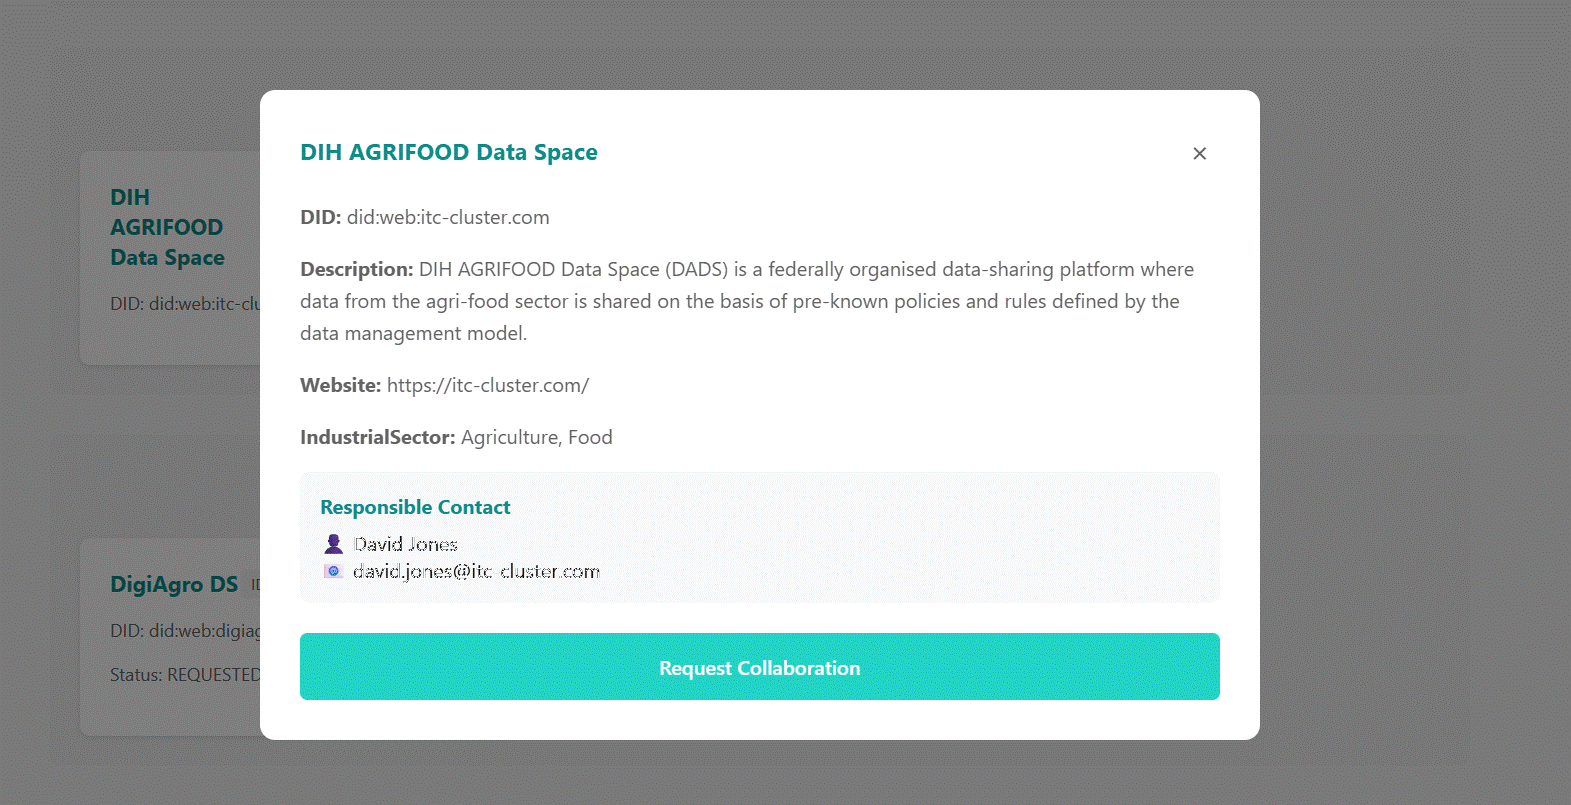 DIH AGRIFOOD Data Space
×
DID: did:web:itc-cluster.com
Description: DIH AGRIFOOD Data Space (DADS) is a federally organised data-sharing platform where
data from the agri-food sector is shared on the basis of pre-known policies and rules defined by the
data management model.
Website: https://itc-cluster.com/
IndustrialSector: Agriculture, Food
Responsible Contact
David Jones
david.jones@itc-cluster.com
Request Collaboration
DIH
AGRIFOOD
Data Space
DID: did:web:itc-clu
DigiAgro DS
DID: did:web:digiag
Status: REQUESTED